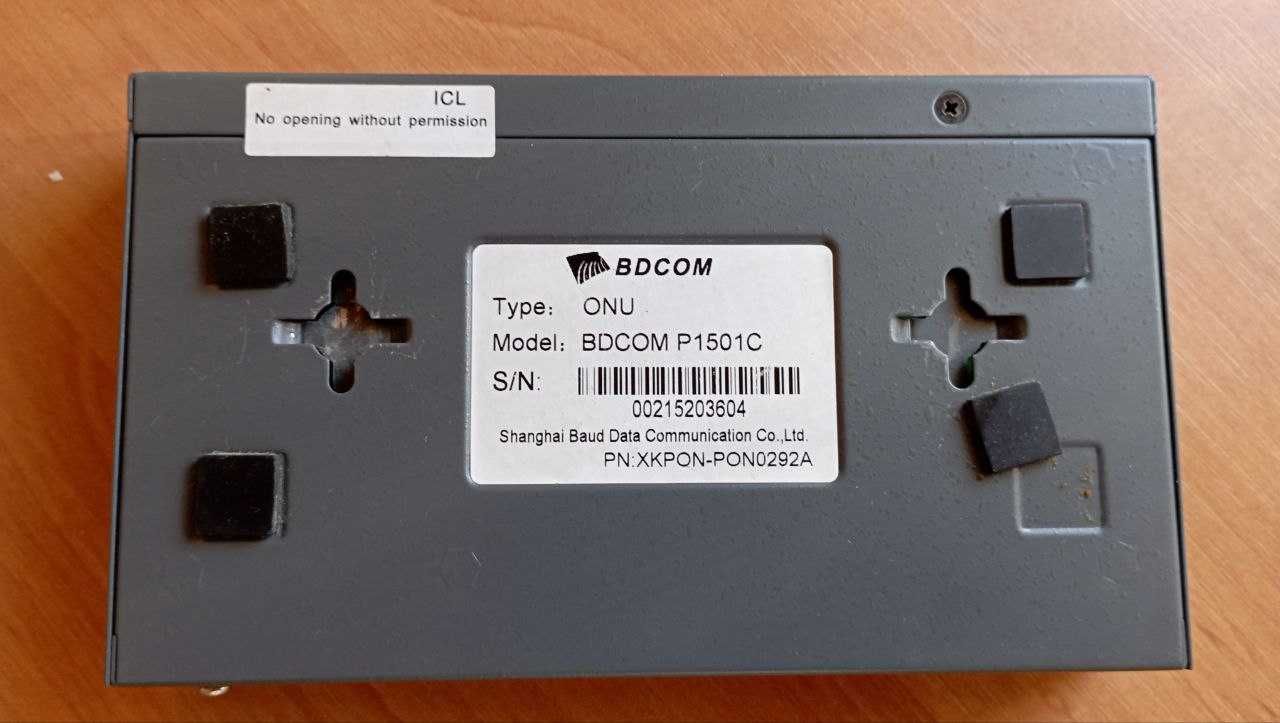 ICL
No opening without permission
BDCOM
Type: ONU
Model: BDCOM P1501C
S/N:
00215203604
Shanghai Baud Data Communication Co.,Ltd.
PN:XKPON-PON0292A